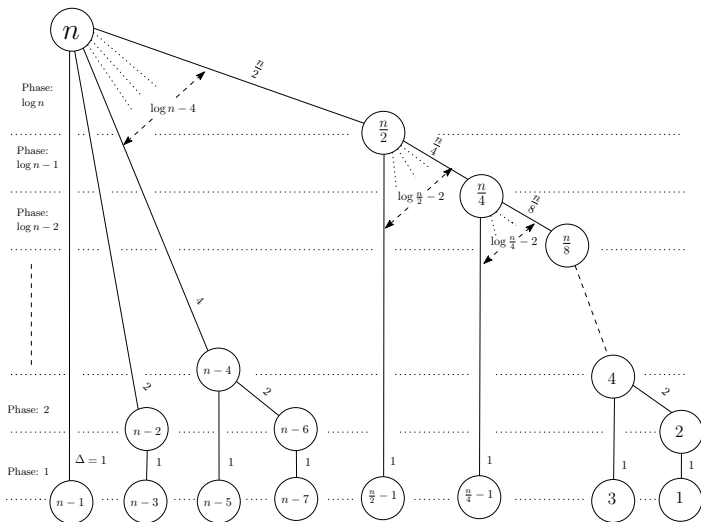 n
n/2
Phase:
log n
log n − 4
n/2
n/4
Phase:
log n − 1
log n/2 − 2
n/4
n/8
Phase:
log n − 2
log n/4 − 2
n/8
4
n − 4
4
2
2
2
Phase: 2
n − 2
n − 6
2
Δ = 1
1
1
1
1
1
1
1
Phase: 1
n − 1
n − 3
n − 5
n − 7
n/2 − 1
n/4 − 1
3
1